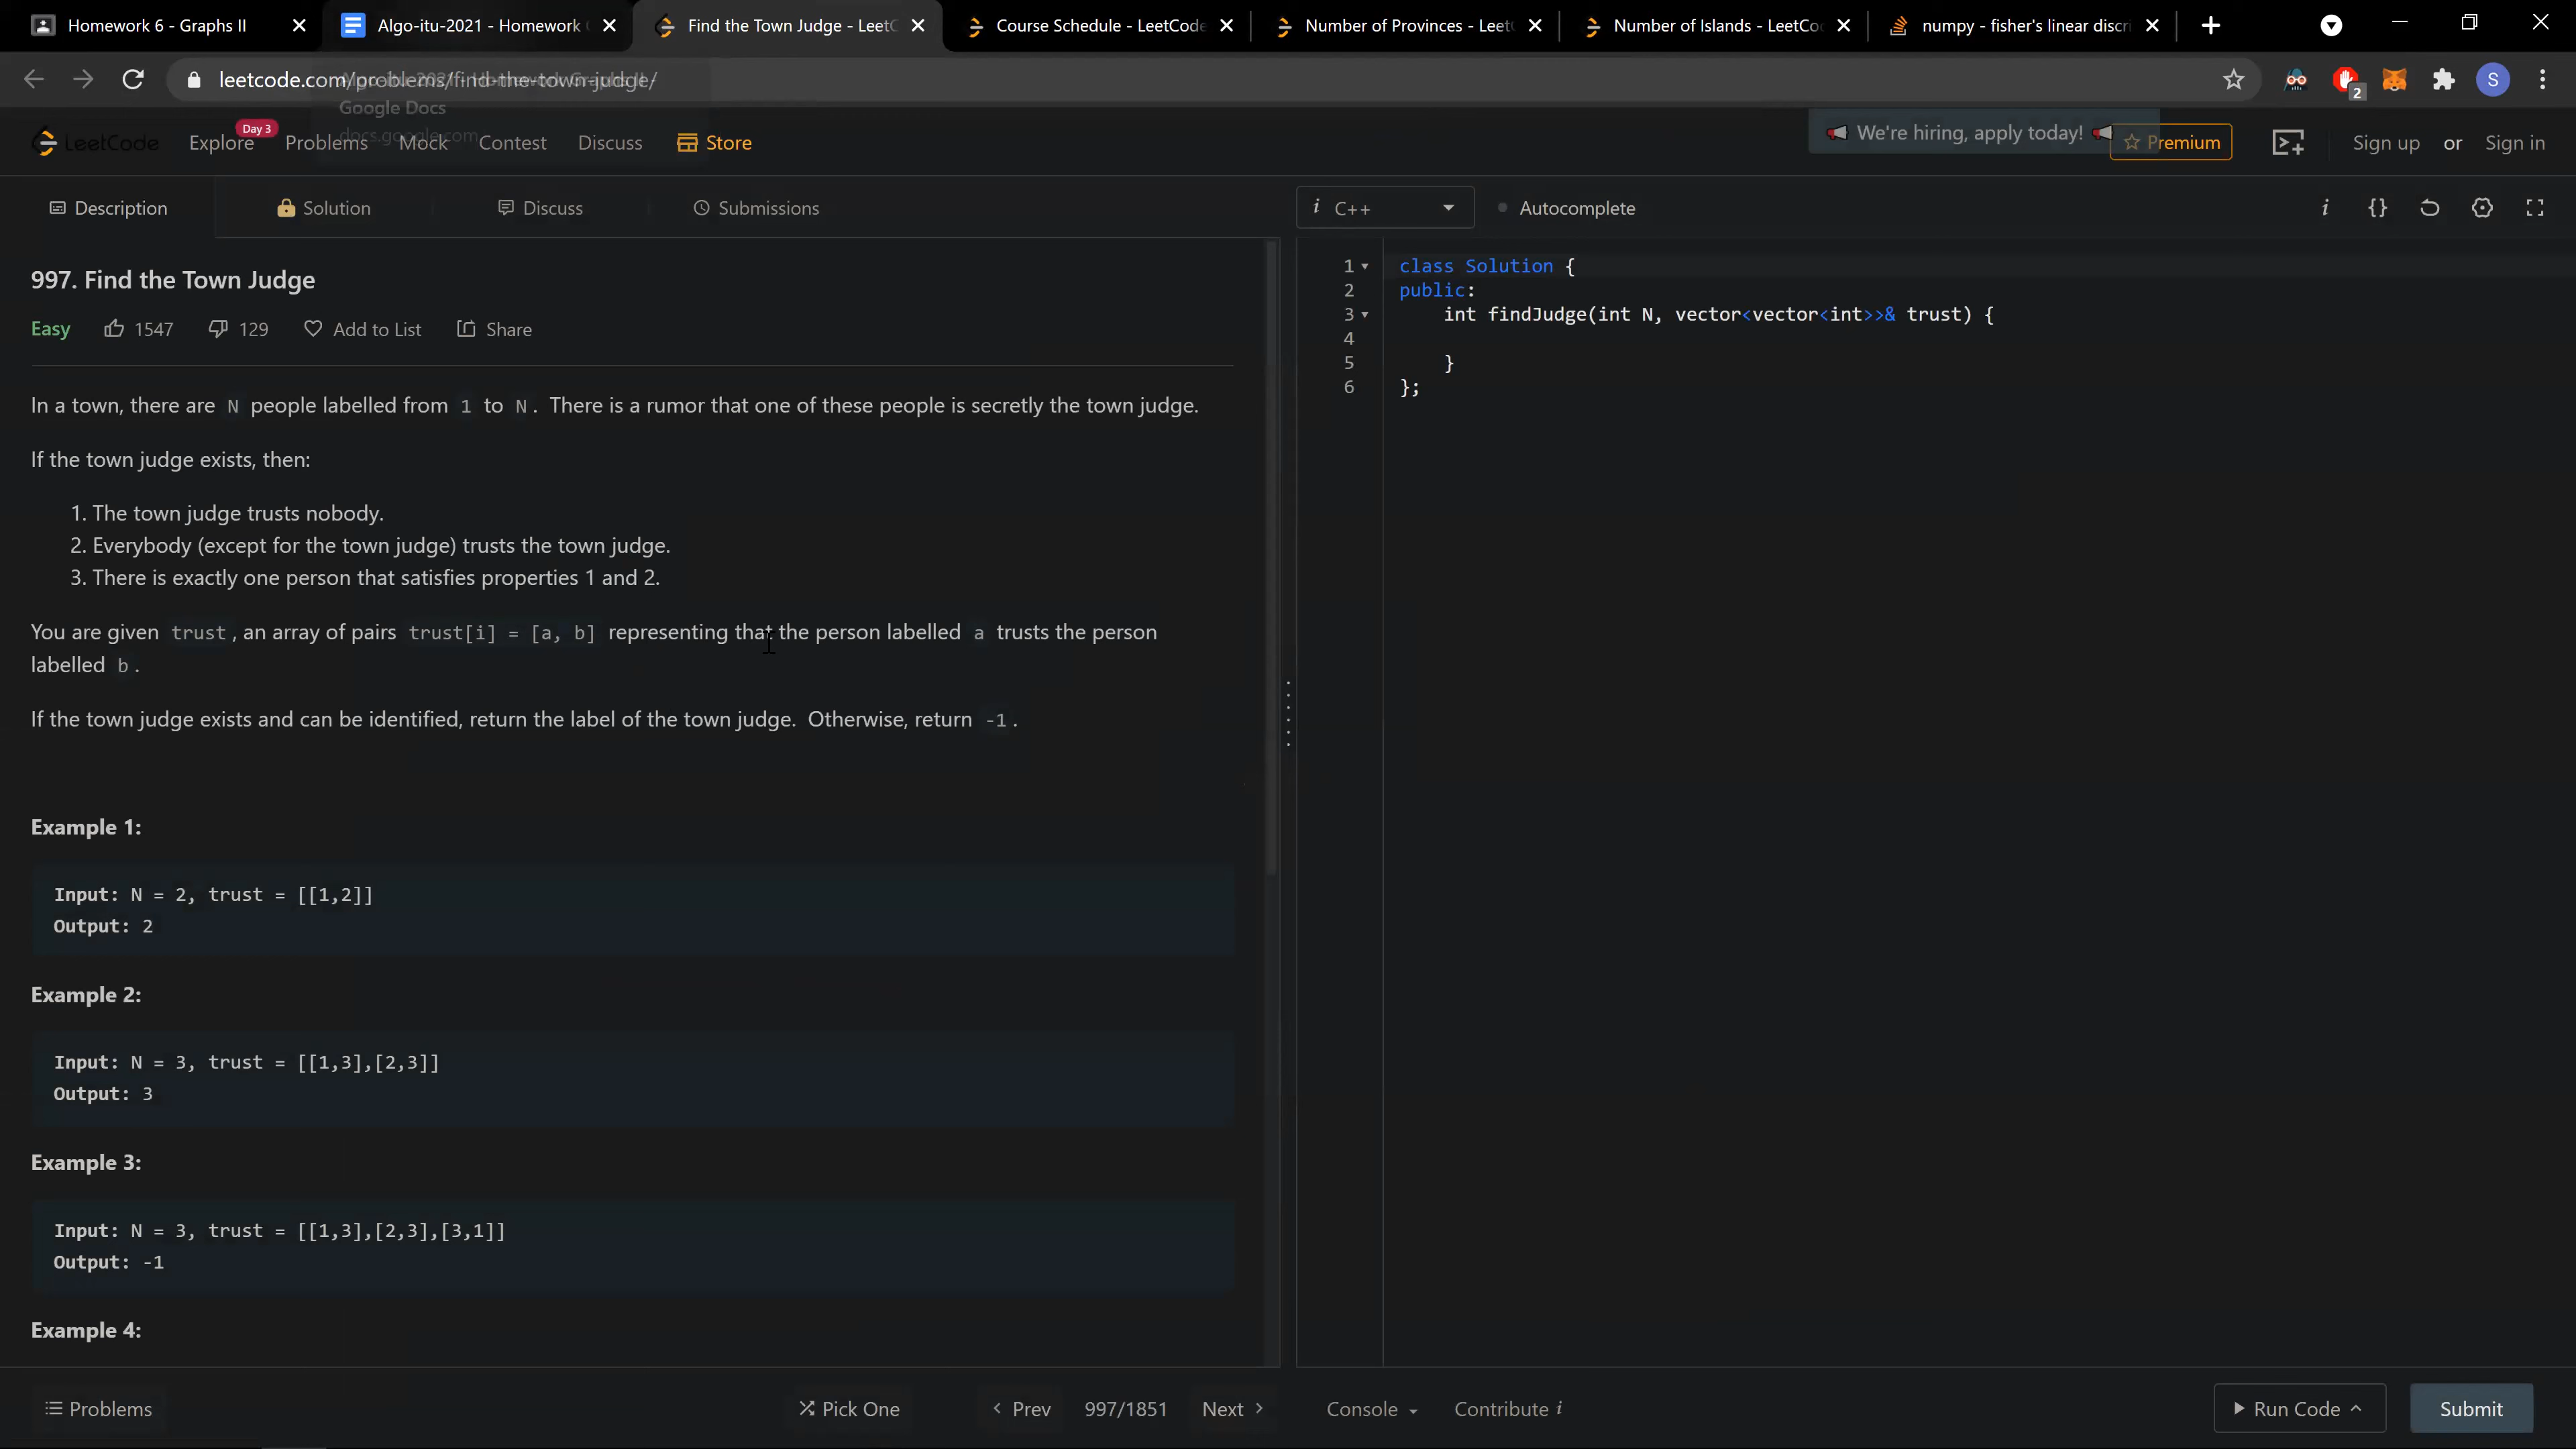 Homework 6 - Graphs II
Algo-itu-2021 - Homework
Find the Town Judge - LeetC
Course Schedule - LeetCode
Number of Provinces - Leet
Number of Islands - LeetCo
numpy - fisher's linear discri
leetcode.com/problems/find-the-town-judge/
Google Docs
docs.google.com
2
S
LeetCode
Explore
Day 3
Problems
Mock
Contest
Discuss
Store
We're hiring, apply today!
Premium
Sign up or Sign in
Description
Solution
Discuss
Submissions
i C++
Autocomplete
i {}
997. Find the Town Judge
Easy 1547 129 Add to List Share
In a town, there are N people labelled from 1 to N. There is a rumor that one of these people is secretly the town judge.
If the town judge exists, then:
1. The town judge trusts nobody.
2. Everybody (except for the town judge) trusts the town judge.
3. There is exactly one person that satisfies properties 1 and 2.
You are given trust, an array of pairs trust[i] = [a, b] representing that the person labelled a trusts the person
labelled b.
If the town judge exists and can be identified, return the label of the town judge. Otherwise, return -1.
Example 1:
Input: N = 2, trust = [[1,2]]
Output: 2
Example 2:
Input: N = 3, trust = [[1,3],[2,3]]
Output: 3
Example 3:
Input: N = 3, trust = [[1,3],[2,3],[3,1]]
Output: -1
Example 4:
1 class Solution {
2 public:
3 int findJudge(int N, vector<vector<int>>& trust) {
4
5 }
6 };
Problems
Pick One
Prev
997/1851
Next
Console
Contribute i
Run Code
Submit